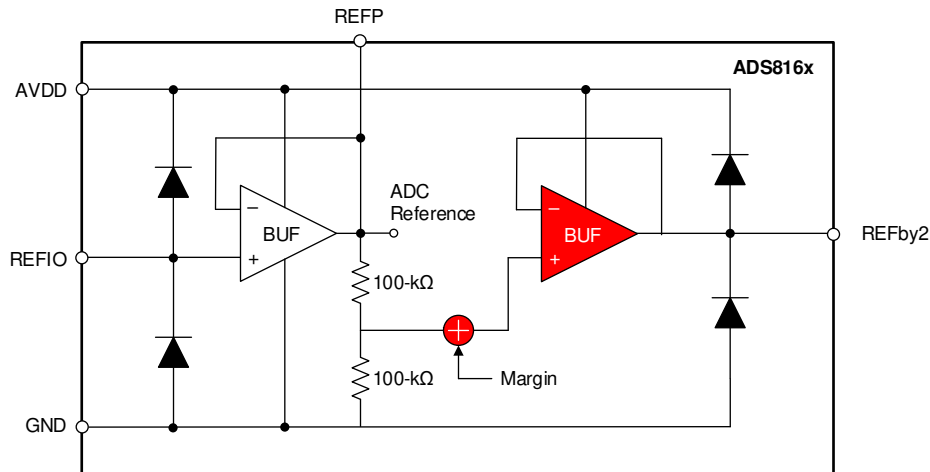 REFP
ADS816x
AVDD
ADC
Reference
−
BUF
+
−
BUF
+
REFIO
REFby2
100-kΩ
+
100-kΩ
Margin
GND